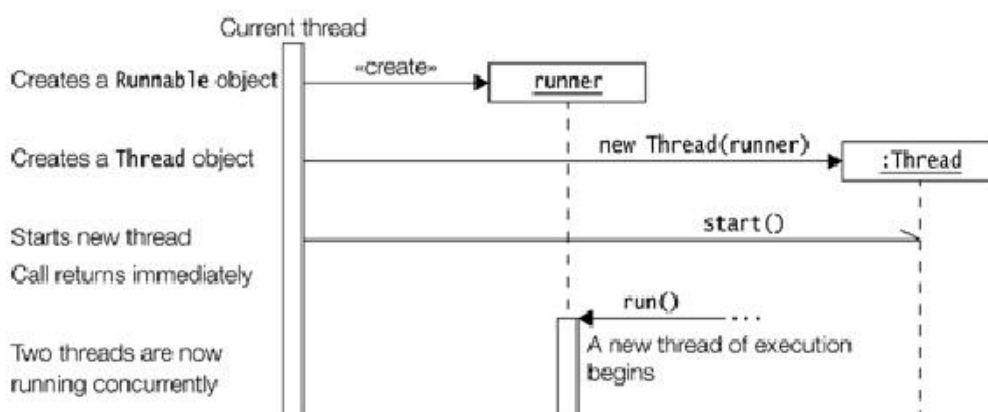 Current thread
Creates a Runnable object
«create»
runner
Creates a Thread object
new Thread(runner)
:Thread
Starts new thread
start()
Call returns immediately
run()
...
Two threads are now
running concurrently
A new thread of execution
begins